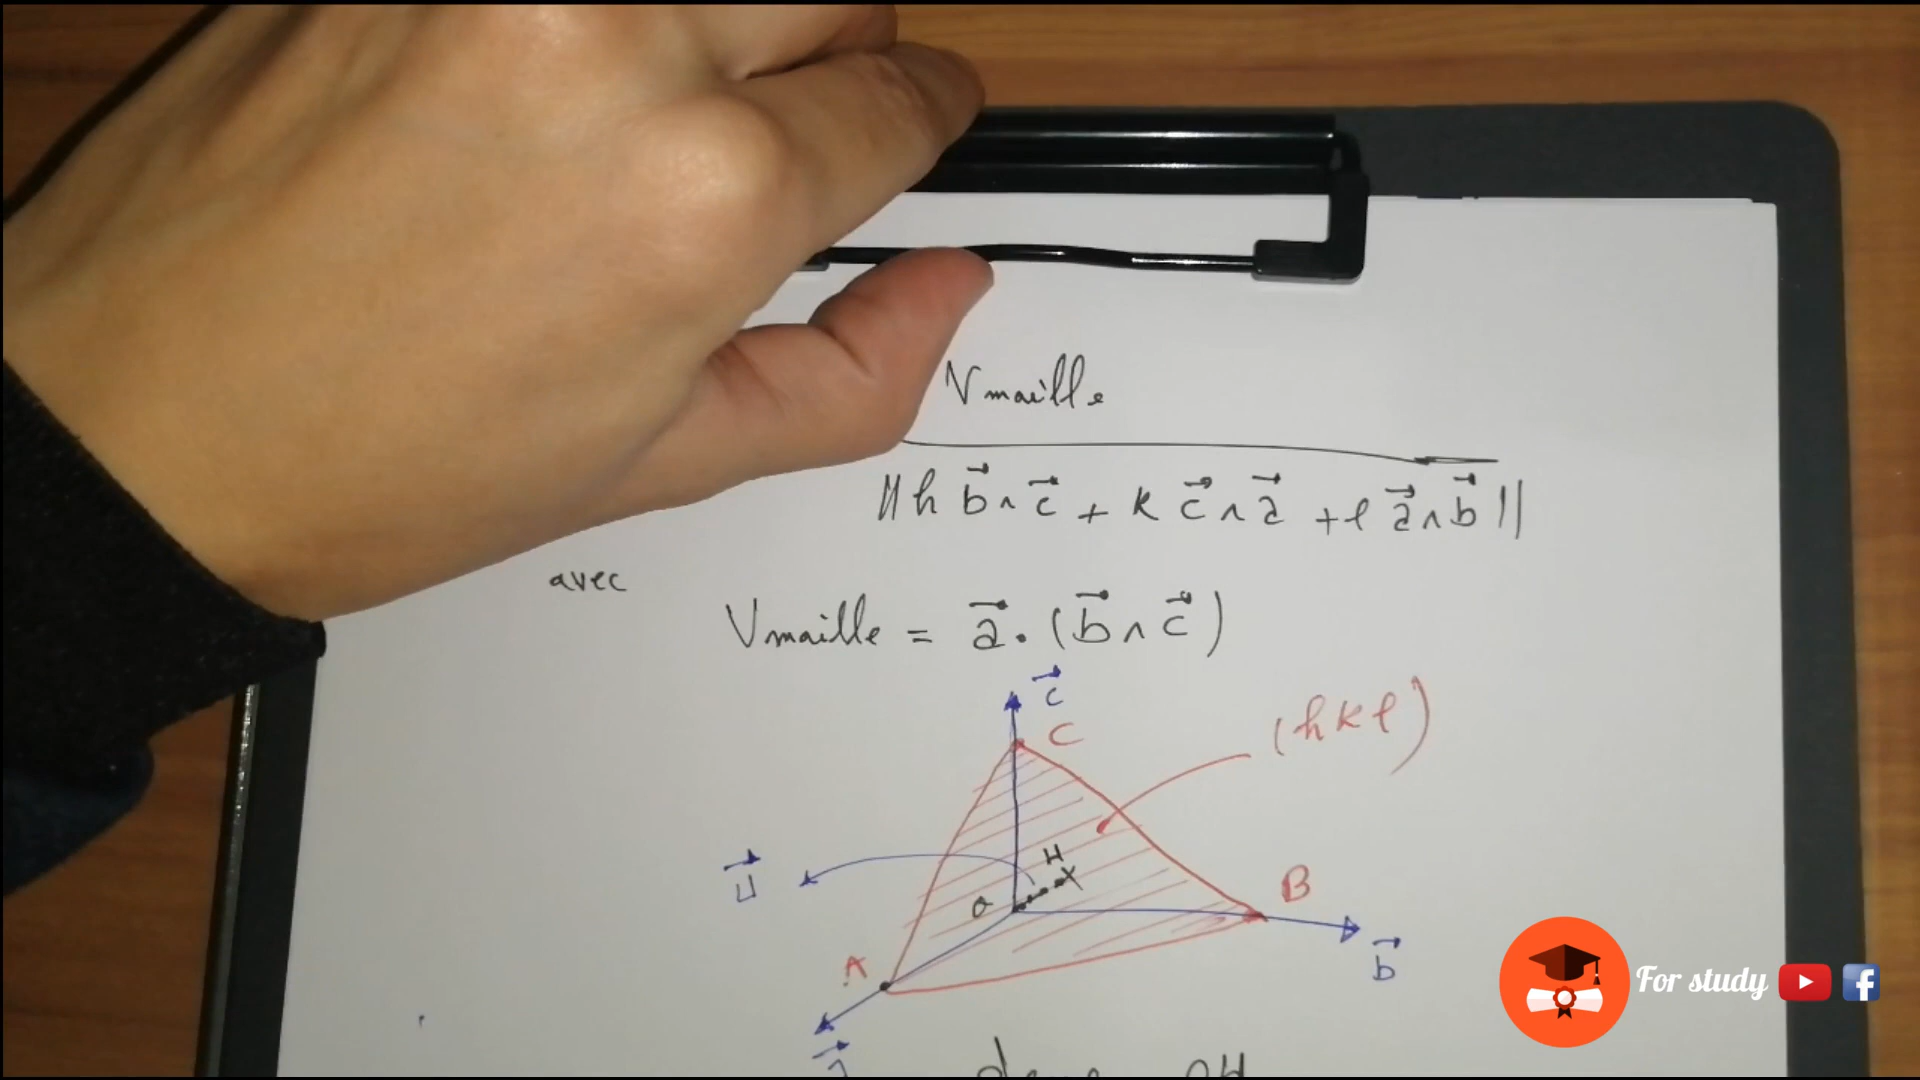 Vmaille
||h b⃗ ∧ c⃗ + k c⃗ ∧ a⃗ + l a⃗ ∧ b⃗||
avec
Vmaille = a⃗ . (b⃗ ∧ c⃗)
c⃗
C
(hkl)
H
u⃗
O
B
A
b⃗
For study